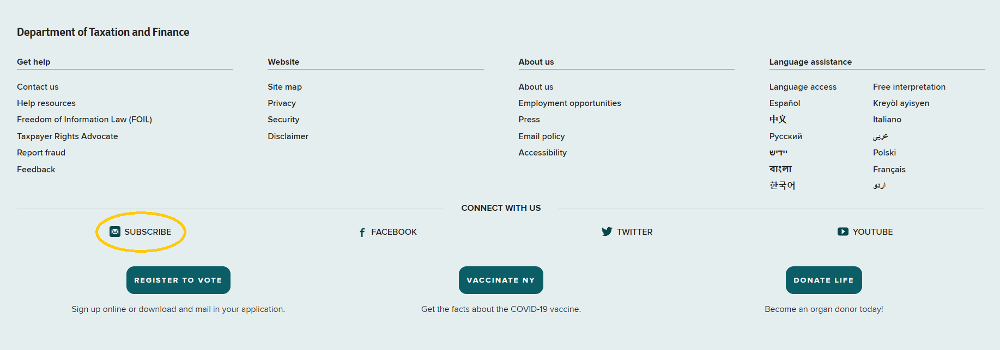 Department of Taxation and Finance
Get help
Contact us
Help resources
Freedom of Information Law (FOIL)
Taxpayer Rights Advocate
Report fraud
Feedback
Website
Site map
Privacy
Security
Disclaimer
About us
About us
Employment opportunities
Press
Email policy
Accessibility
Language assistance
Language access
Español
中文
Русский
יידיש
বাংলা
한국어
Free interpretation
Kreyòl ayisyen
Italiano
عربى
Polski
Français
اردو
CONNECT WITH US
SUBSCRIBE
FACEBOOK
TWITTER
YOUTUBE
REGISTER TO VOTE
Sign up online or download and mail in your application.
VACCINATE NY
Get the facts about the COVID-19 vaccine.
DONATE LIFE
Become an organ donor today!